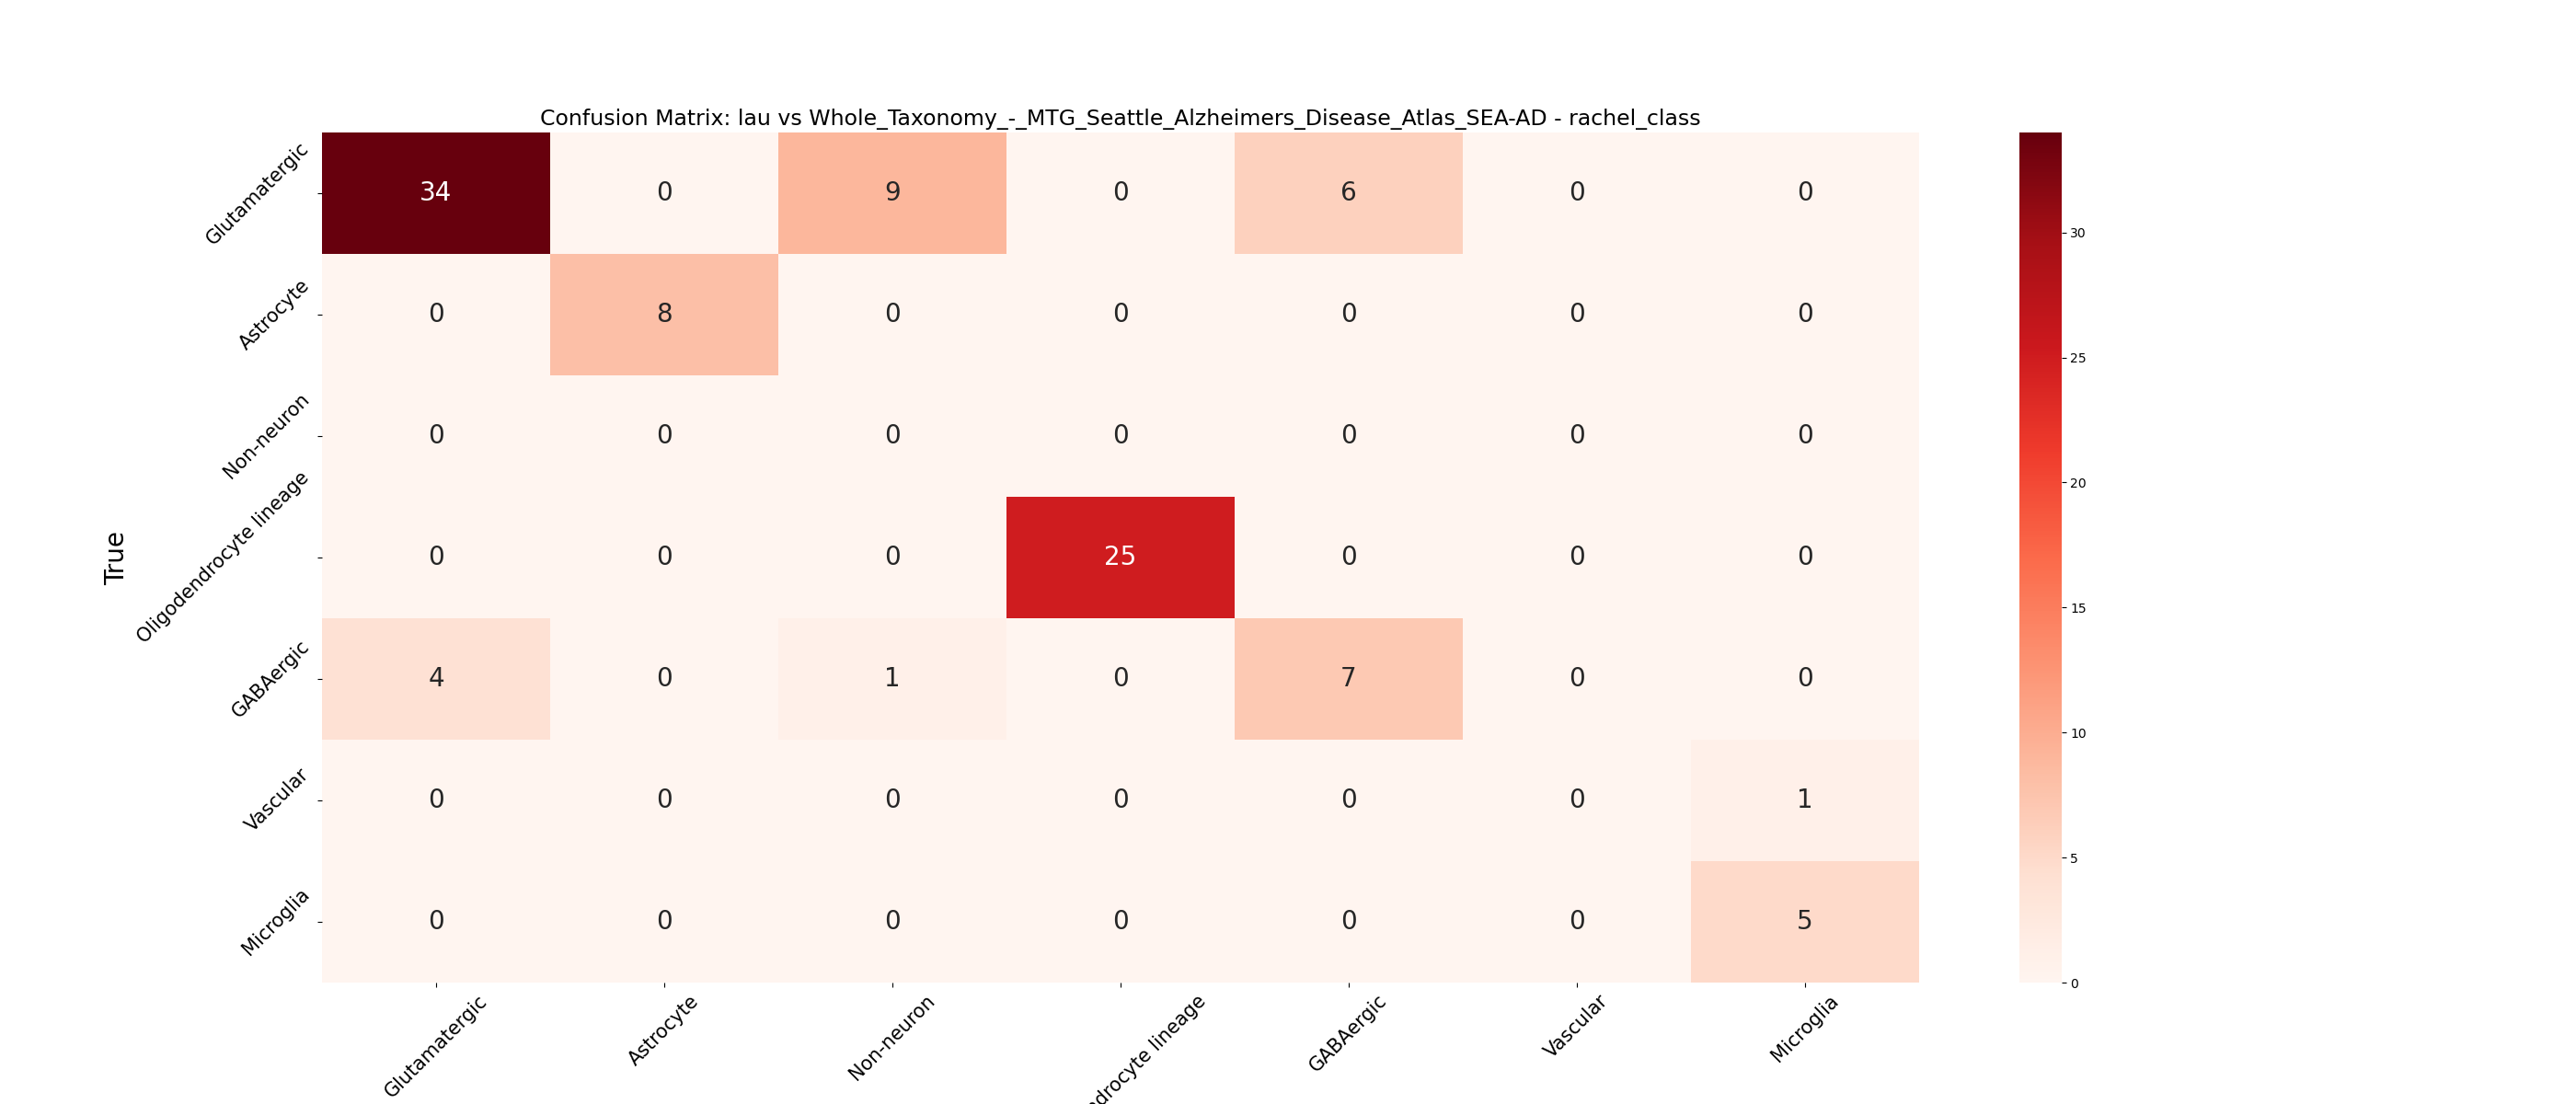 Confusion Matrix: lau vs Whole_Taxonomy_-_MTG_Seattle_Alzheimers_Disease_Atlas_SEA-AD - rachel_class
Glutamatergic 34 0 9 0 6 0 0
Astrocyte 0 8 0 0 0 0 0
Non-neuron 0 0 0 0 0 0 0
Oligodendrocyte lineage 0 0 0 25 0 0 0
GABAergic 4 0 1 0 7 0 0
Vascular 0 0 0 0 0 0 1
Microglia 0 0 0 0 0 0 5
True
Glutamatergic Astrocyte Non-neuron lineage GABAergic Vascular Microglia
30
25
20
15
10
5
0